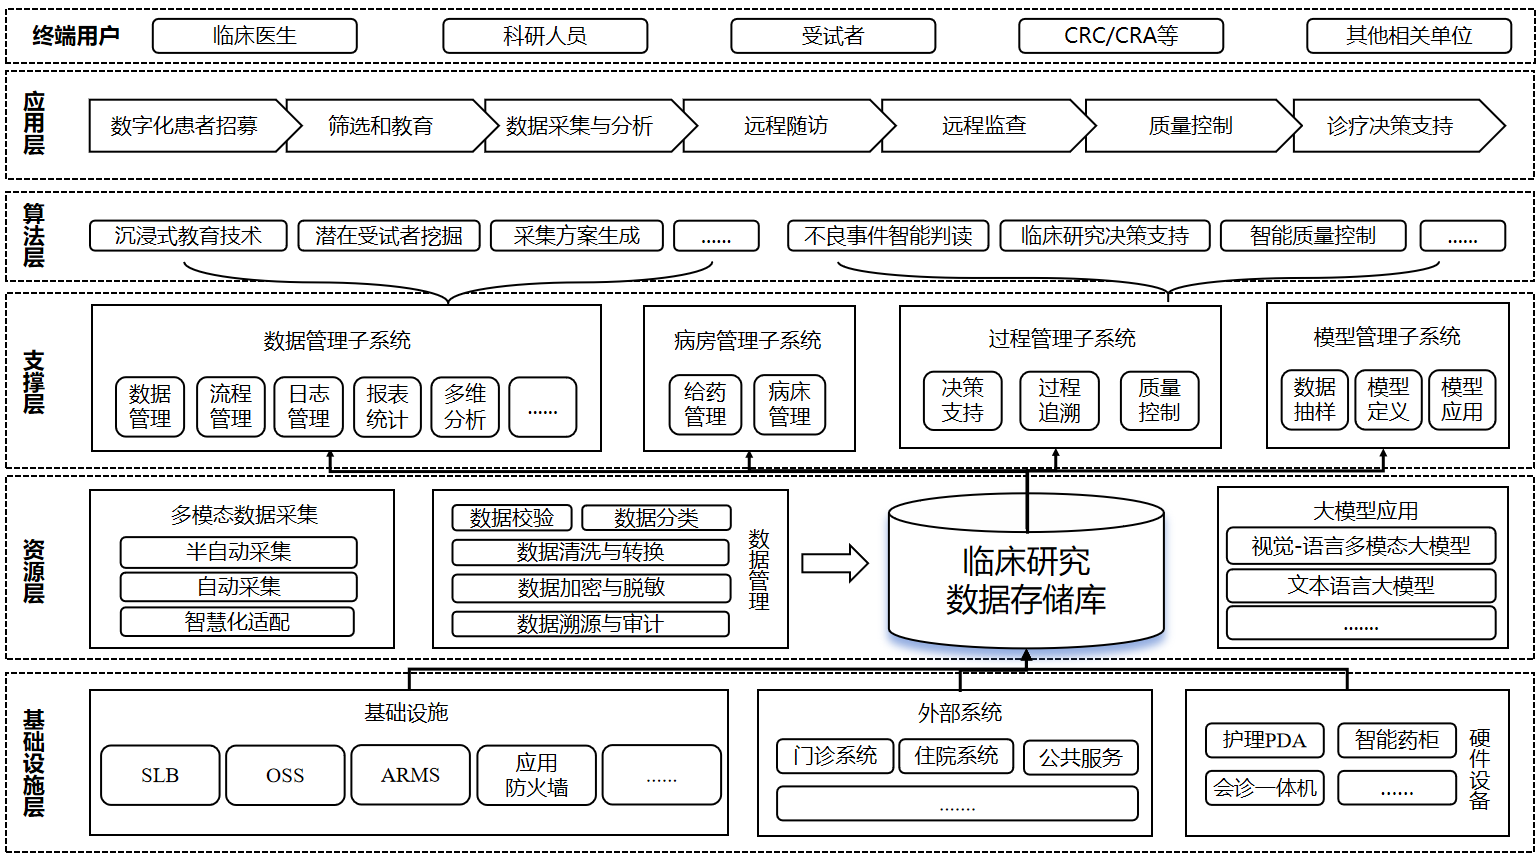 终端用户
临床医生
科研人员
受试者
CRC/CRA等
其他相关单位
应用层
数字化患者招募
筛选和教育
数据采集与分析
远程随访
远程监查
质量控制
诊疗决策支持
算法层
沉浸式教育技术
潜在受试者挖掘
采集方案生成
......
不良事件智能判读
临床研究决策支持
智能质量控制
......
支撑层
数据管理子系统
数据
管理
流程
管理
日志
管理
报表
统计
多维
分析
......
病房管理子系统
给药
管理
病床
管理
过程管理子系统
决策
支持
过程
追溯
质量
控制
模型管理子系统
数据
抽样
模型
定义
模型
应用
资源层
多模态数据采集
半自动采集
自动采集
智慧化适配
数据校验
数据分类
数据清洗与转换
数据加密与脱敏
数据溯源与审计
数据管理
临床研究
数据存储库
大模型应用
视觉-语言多模态大模型
文本语言大模型
.......
基础设施层
基础设施
SLB
OSS
ARMS
应用
防火墙
......
外部系统
门诊系统
住院系统
公共服务
.......
护理PDA
智能药柜
会诊一体机
......
硬件设备